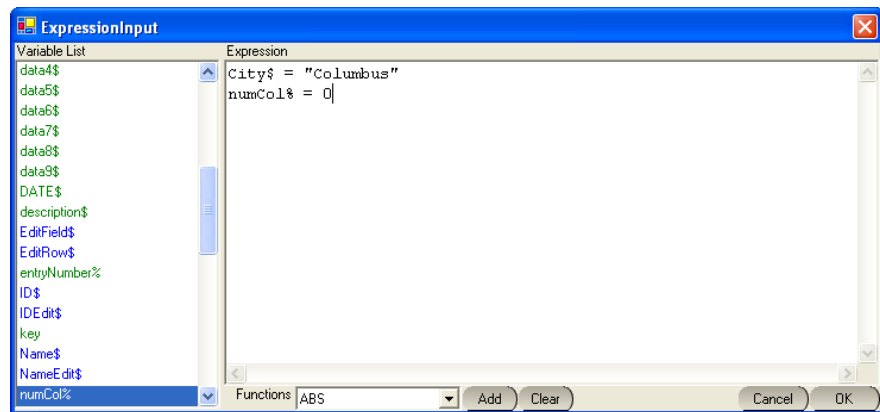 ExpressionInput
Variable List
Expression
data4$
data5$
data6$
data7$
data8$
data9$
DATE$
description$
EditField$
EditRow$
entryNumber%
ID$
IDEdit$
key
Name$
NameEdit$
numCol%
City$ = "Columbus"
numCol% = 0
Functions ABS Add Clear Cancel OK